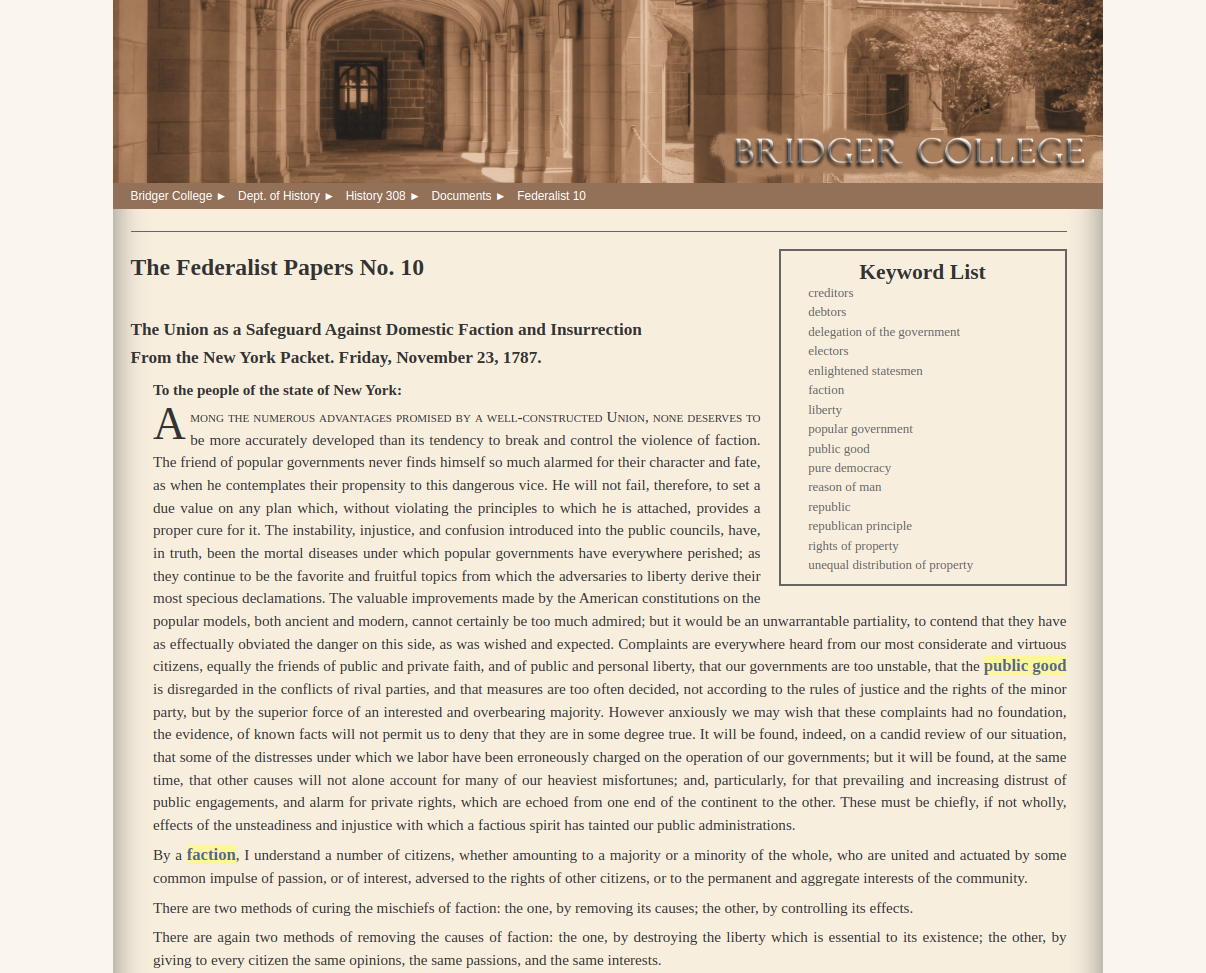 BRIDGER COLLEGE
Bridger College ► Dept. of History ► History 308 ► Documents ► Federalist 10
The Federalist Papers No. 10
The Union as a Safeguard Against Domestic Faction and Insurrection
From the New York Packet. Friday, November 23, 1787.
Keyword List
creditors
debtors
delegation of the government
electors
enlightened statesmen
faction
liberty
popular government
public good
pure democracy
reason of man
republic
republican principle
rights of property
unequal distribution of property
To the people of the state of New York:
Among the numerous advantages promised by a well-constructed Union, none deserves to
be more accurately developed than its tendency to break and control the violence of faction.
The friend of popular governments never finds himself so much alarmed for their character and fate,
as when he contemplates their propensity to this dangerous vice. He will not fail, therefore, to set a
due value on any plan which, without violating the principles to which he is attached, provides a
proper cure for it. The instability, injustice, and confusion introduced into the public councils, have,
in truth, been the mortal diseases under which popular governments have everywhere perished; as
they continue to be the favorite and fruitful topics from which the adversaries to liberty derive their
most specious declamations. The valuable improvements made by the American constitutions on the
popular models, both ancient and modern, cannot certainly be too much admired; but it would be an unwarrantable partiality, to contend that they have
as effectually obviated the danger on this side, as was wished and expected. Complaints are everywhere heard from our most considerate and virtuous
citizens, equally the friends of public and private faith, and of public and personal liberty, that our governments are too unstable, that the public good
is disregarded in the conflicts of rival parties, and that measures are too often decided, not according to the rules of justice and the rights of the minor
party, but by the superior force of an interested and overbearing majority. However anxiously we may wish that these complaints had no foundation,
the evidence, of known facts will not permit us to deny that they are in some degree true. It will be found, indeed, on a candid review of our situation,
that some of the distresses under which we labor have been erroneously charged on the operation of our governments; but it will be found, at the same
time, that other causes will not alone account for many of our heaviest misfortunes; and, particularly, for that prevailing and increasing distrust of
public engagements, and alarm for private rights, which are echoed from one end of the continent to the other. These must be chiefly, if not wholly,
effects of the unsteadiness and injustice with which a factious spirit has tainted our public administrations.
By a faction, I understand a number of citizens, whether amounting to a majority or a minority of the whole, who are united and actuated by some
common impulse of passion, or of interest, adversed to the rights of other citizens, or to the permanent and aggregate interests of the community.
There are two methods of curing the mischiefs of faction: the one, by removing its causes; the other, by controlling its effects.
There are again two methods of removing the causes of faction: the one, by destroying the liberty which is essential to its existence; the other, by
giving to every citizen the same opinions, the same passions, and the same interests.